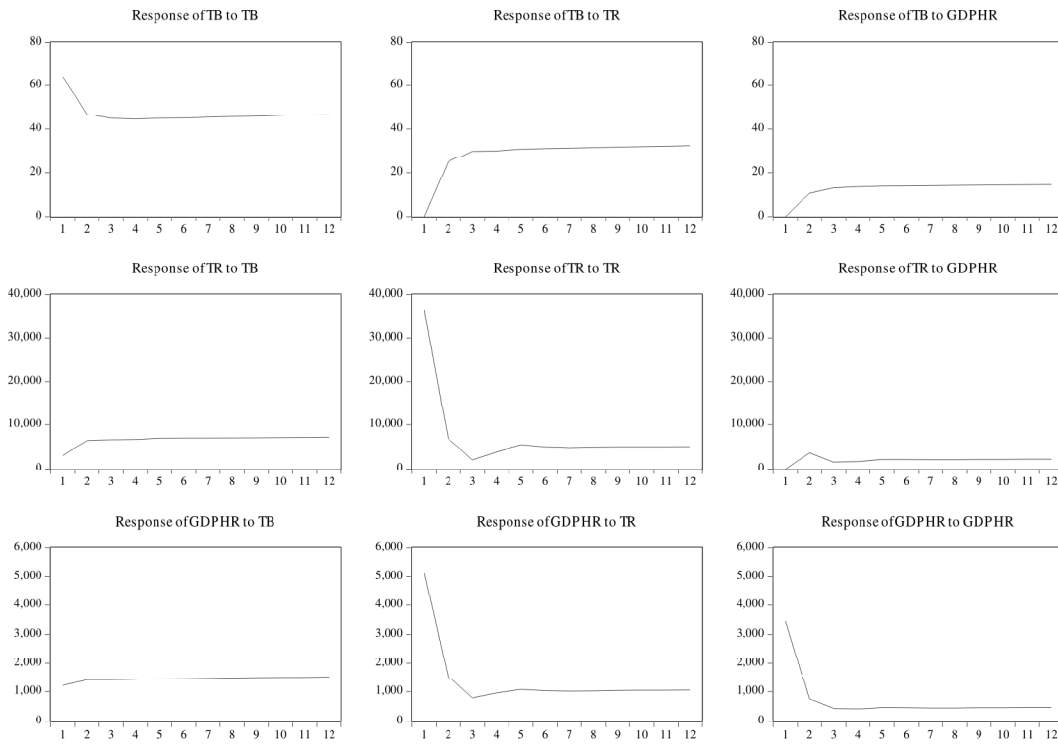 Response of TB to TB
80
60
40
20
0
1 2 3 4 5 6 7 8 9 10 11 12
Response of TB to TR
80
60
40
20
0
1 2 3 4 5 6 7 8 9 10 11 12
Response of TB to GDPHR
80
60
40
20
0
1 2 3 4 5 6 7 8 9 10 11 12
Response of TR to TB
40,000
30,000
20,000
10,000
0
1 2 3 4 5 6 7 8 9 10 11 12
Response of TR to TR
40,000
30,000
20,000
10,000
0
1 2 3 4 5 6 7 8 9 10 11 12
Response of TR to GDPHR
40,000
30,000
20,000
10,000
0
1 2 3 4 5 6 7 8 9 10 11 12
Response of GDPHR to TB
6,000
5,000
4,000
3,000
2,000
1,000
0
1 2 3 4 5 6 7 8 9 10 11 12
Response of GDPHR to TR
6,000
5,000
4,000
3,000
2,000
1,000
0
1 2 3 4 5 6 7 8 9 10 11 12
Response of GDPHR to GDPHR
6,000
5,000
4,000
3,000
2,000
1,000
0
1 2 3 4 5 6 7 8 9 10 11 12